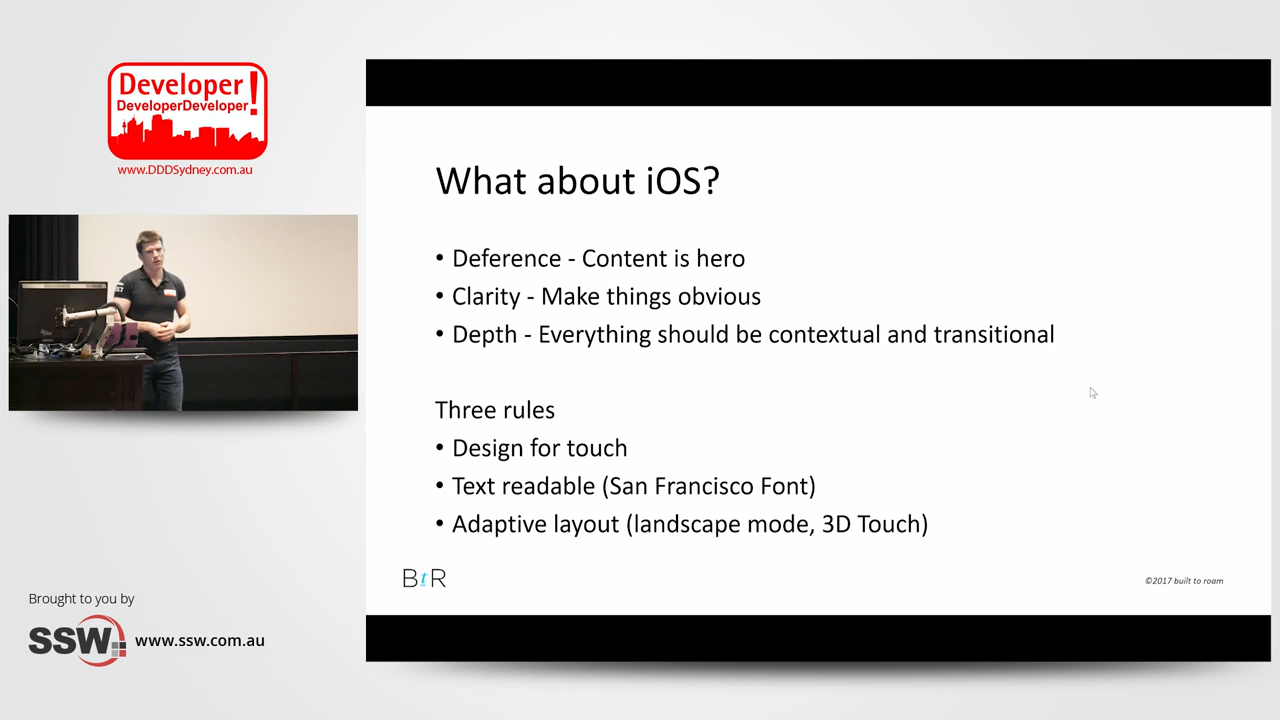 Developer!
DeveloperDeveloper
www.DDDSydney.com.au
What about iOS?
• Deference - Content is hero
• Clarity - Make things obvious
• Depth - Everything should be contextual and transitional
Three rules
• Design for touch
• Text readable (San Francisco Font)
• Adaptive layout (landscape mode, 3D Touch)
BtR
©2017 built to roam
Brought to you by
SSW
www.ssw.com.au